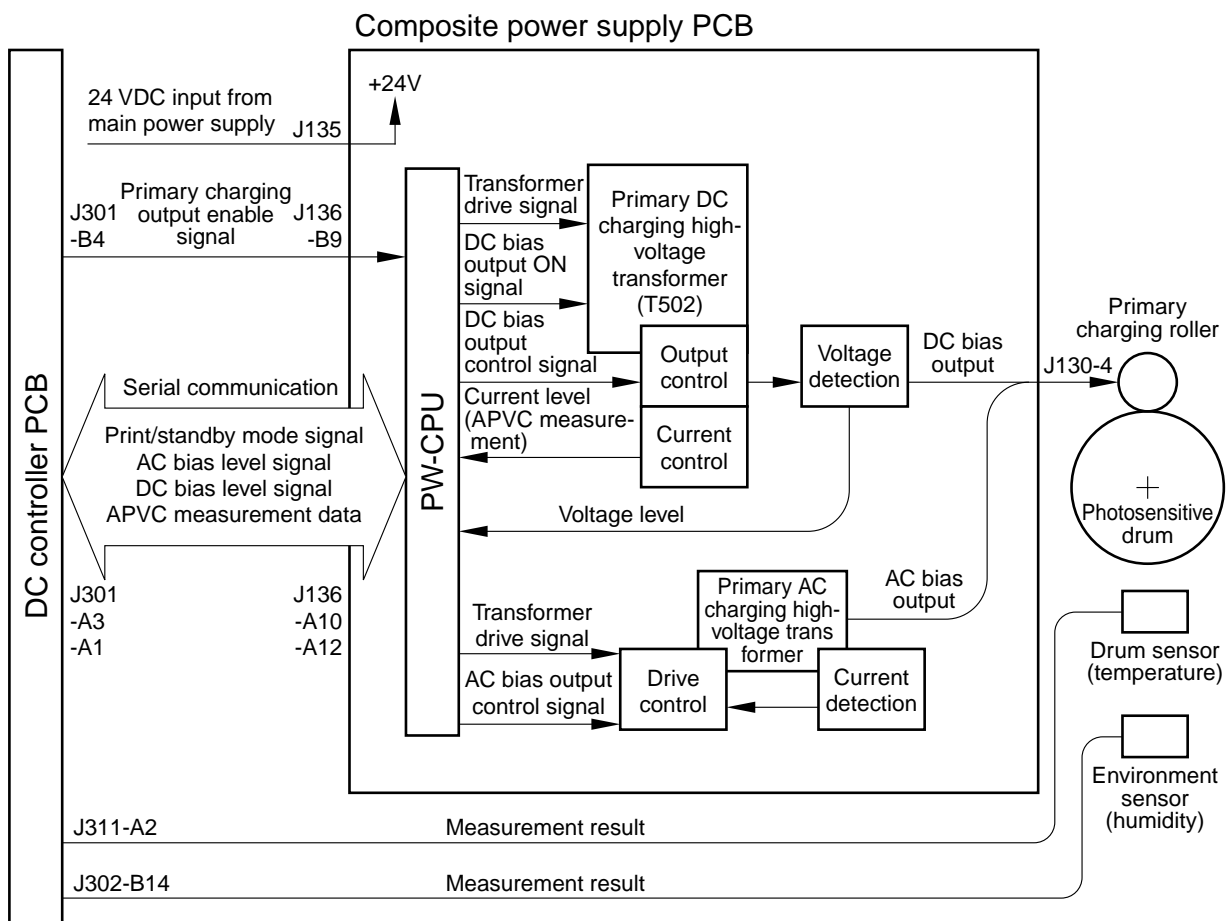 Composite power supply PCB
24 VDC input from
main power supply
J135
+24V
Primary charging
output enable
signal
J301
-B4
J136
-B9
DC controller PCB
Serial communication
Print/standby mode signal
AC bias level signal
DC bias level signal
APVC measurement data
J301
-A3
-A1
J136
-A10
-A12
PW-CPU
Transformer
drive signal
DC bias
output ON
signal
DC bias
output
control signal
Current level
(APVC measure-
ment)
Primary DC
charging high-
voltage
transformer
(T502)
Output
control
Current
control
Voltage
detection
Voltage level
DC bias
output
J130-4
Primary
charging roller
Photosensitive
drum
AC bias
output
Transformer
drive signal
AC bias output
control signal
Primary AC
charging high-
voltage trans
former
Drive
control
Current
detection
Drum sensor
(temperature)
Environment
sensor
(humidity)
J311-A2
Measurement result
J302-B14
Measurement result